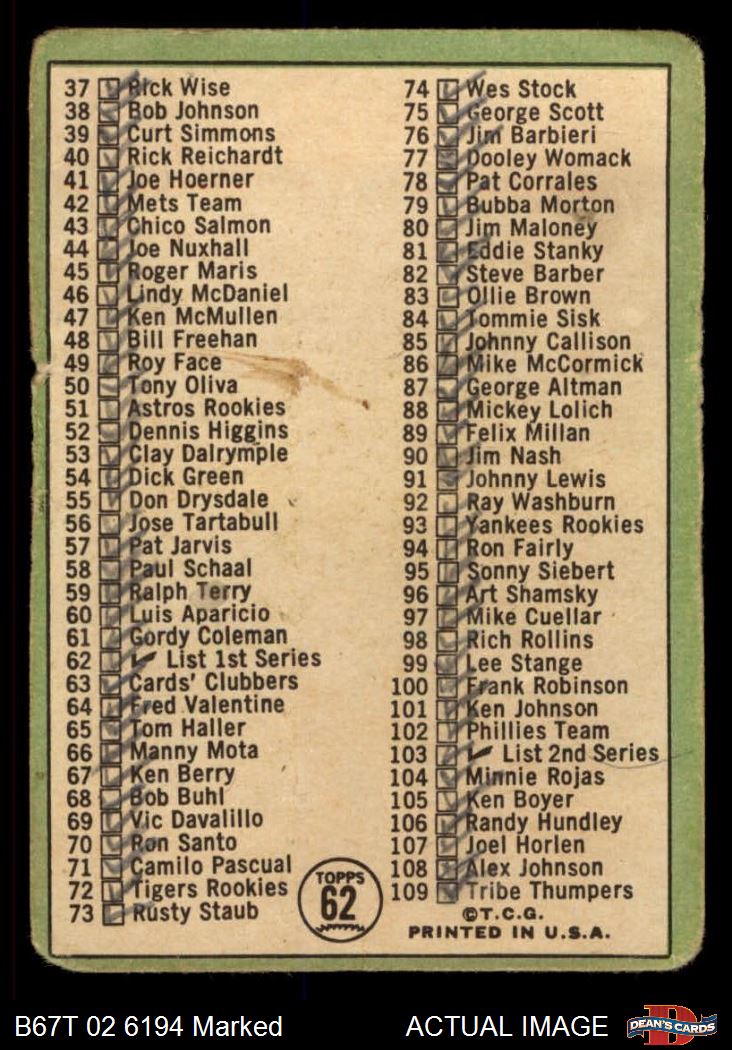 37 Rick Wise
38 Bob Johnson
39 Curt Simmons
40 Rick Reichardt
41 Joe Hoerner
42 Mets Team
43 Chico Salmon
44 Joe Nuxhall
45 Roger Maris
46 Lindy McDaniel
47 Ken McMullen
48 Bill Freehan
49 Roy Face
50 Tony Oliva
51 Astros Rookies
52 Dennis Higgins
53 Clay Dalrymple
54 Dick Green
55 Don Drysdale
56 Jose Tartabull
57 Pat Jarvis
58 Paul Schaal
59 Ralph Terry
60 Luis Aparicio
61 Gordy Coleman
62 List 1st Series
63 Cards' Clubbers
64 Fred Valentine
65 Tom Haller
66 Manny Mota
67 Ken Berry
68 Bob Buhl
69 Vic Davalillo
70 Ron Santo
71 Camilo Pascual
72 Tigers Rookies
73 Rusty Staub
TOPPS
62
74 Wes Stock
75 George Scott
76 Jim Barbieri
77 Dooley Womack
78 Pat Corrales
79 Bubba Morton
80 Jim Maloney
81 Eddie Stanky
82 Steve Barber
83 Ollie Brown
84 Tommie Sisk
85 Johnny Callison
86 Mike McCormick
87 George Altman
88 Mickey Lolich
89 Felix Millan
90 Jim Nash
91 Johnny Lewis
92 Ray Washburn
93 Yankees Rookies
94 Ron Fairly
95 Sonny Siebert
96 Art Shamsky
97 Mike Cuellar
98 Rich Rollins
99 Lee Stange
100 Frank Robinson
101 Ken Johnson
102 Phillies Team
103 List 2nd Series
104 Minnie Rojas
105 Ken Boyer
106 Randy Hundley
107 Joel Horlen
108 Alex Johnson
109 Tribe Thumpers
©T.C.G.
PRINTED IN U.S.A.
B67T 02 6194 Marked
ACTUAL IMAGE
D
DEAN'S CARDS